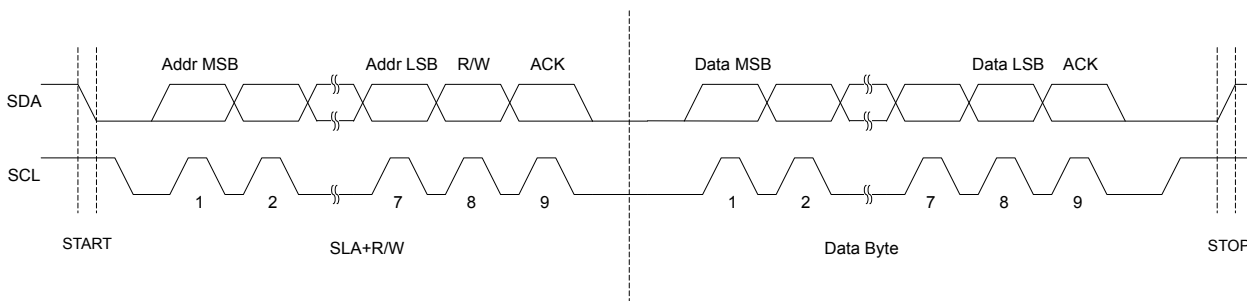 Addr MSB Addr LSB R/W ACK Data MSB Data LSB ACK
SDA
SCL
1 2 7 8 9 1 2 7 8 9
START SLA+R/W Data Byte STOP